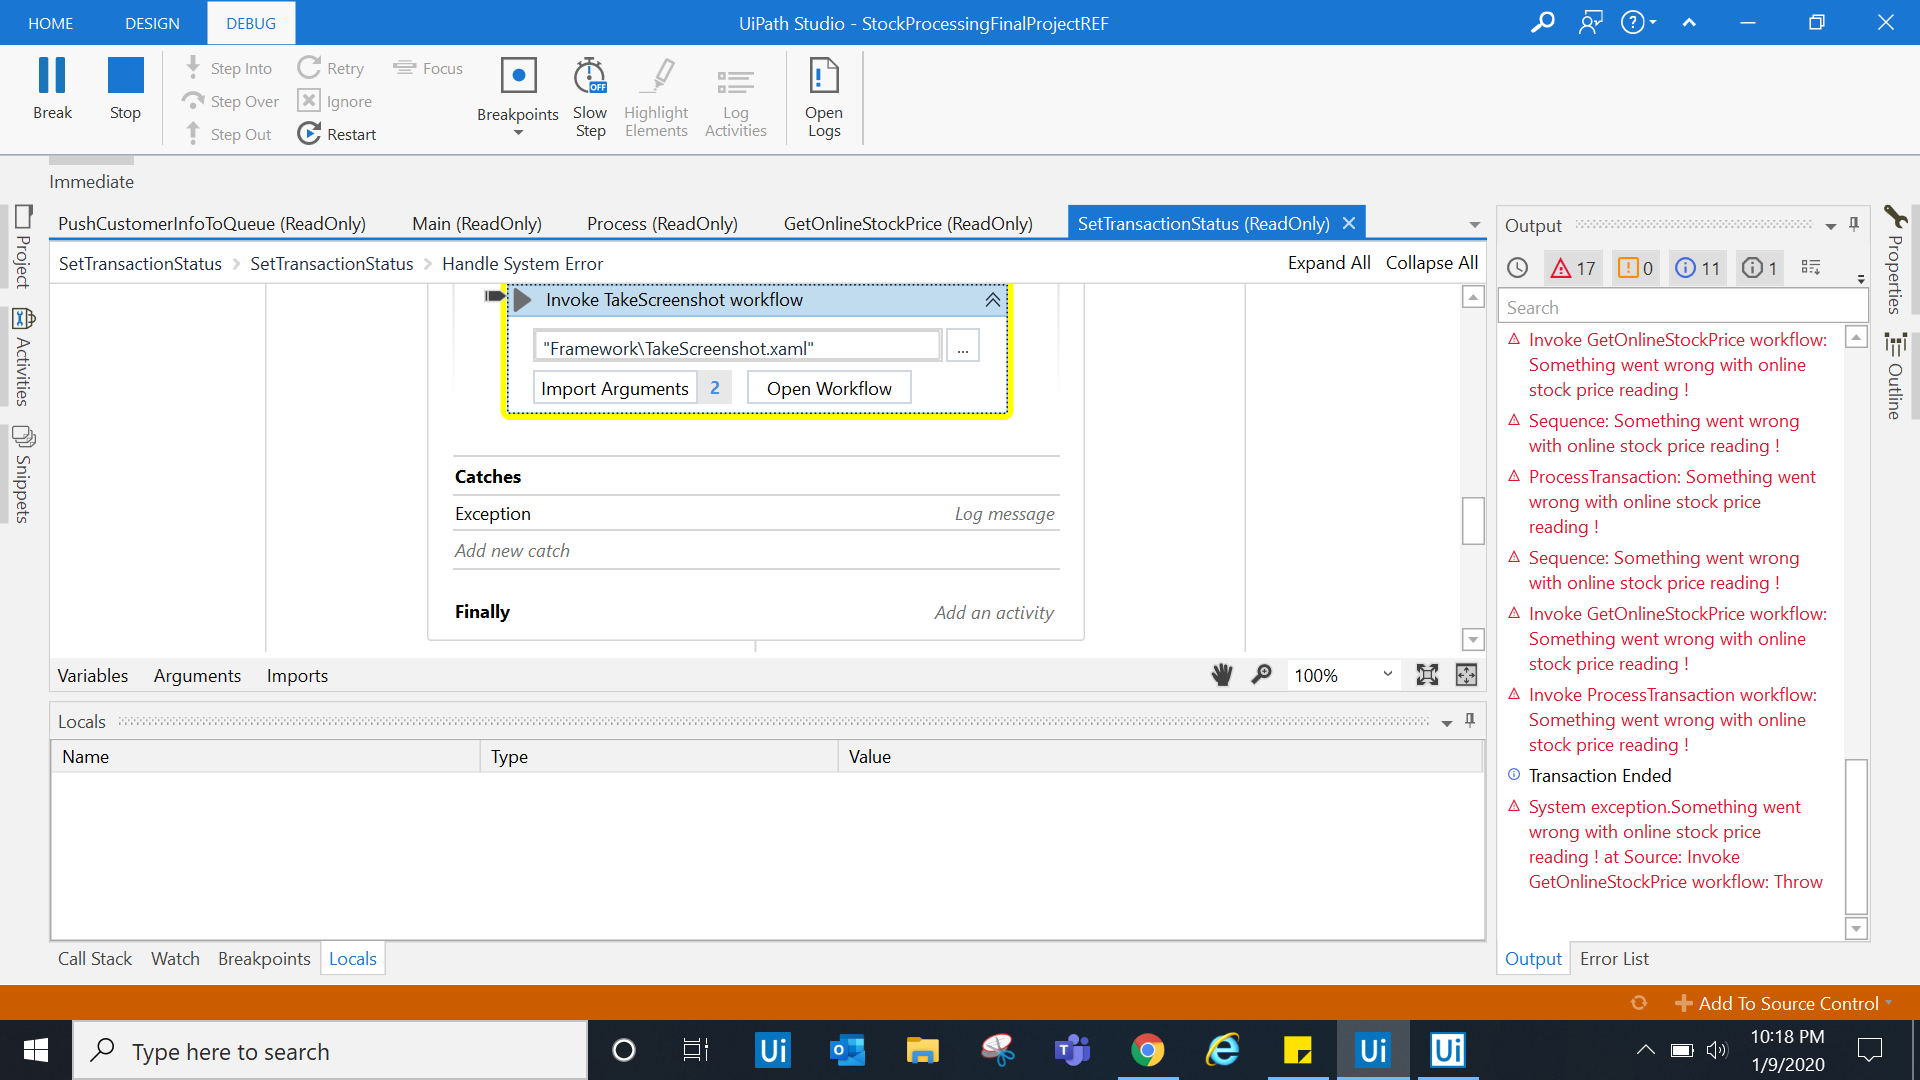 HOME DESIGN DEBUG
UiPath Studio - StockProcessingFinalProjectREF
Break
Stop
Step Into
Step Over
Step Out
Retry
Ignore
Restart
Focus
Breakpoints
OFF
Slow
Step
Highlight
Elements
Log
Activities
Open
Logs
Immediate
Project
Activities
Snippets
PushCustomerInfoToQueue (ReadOnly) Main (ReadOnly) Process (ReadOnly) GetOnlineStockPrice (ReadOnly) SetTransactionStatus (ReadOnly)
SetTransactionStatus SetTransactionStatus Handle System Error
Expand All Collapse All
Invoke TakeScreenshot workflow
"Framework\TakeScreenshot.xaml"
...
Import Arguments 2 Open Workflow
Catches
Exception Log message
Add new catch
Finally Add an activity
Variables Arguments Imports
100%
Locals
Name Type Value
Call Stack Watch Breakpoints Locals
Output
17 0 11 1
Search
Invoke GetOnlineStockPrice workflow:
Something went wrong with online
stock price reading !
Sequence: Something went wrong
with online stock price reading !
ProcessTransaction: Something went
wrong with online stock price
reading !
Sequence: Something went wrong
with online stock price reading !
Invoke GetOnlineStockPrice workflow:
Something went wrong with online
stock price reading !
Invoke ProcessTransaction workflow:
Something went wrong with online
stock price reading !
Transaction Ended
System exception.Something went
wrong with online stock price
reading ! at Source: Invoke
GetOnlineStockPrice workflow: Throw
Output Error List
Properties
Outline
Add To Source Control
Type here to search
Ui
Ui
Ui
10:18 PM
1/9/2020